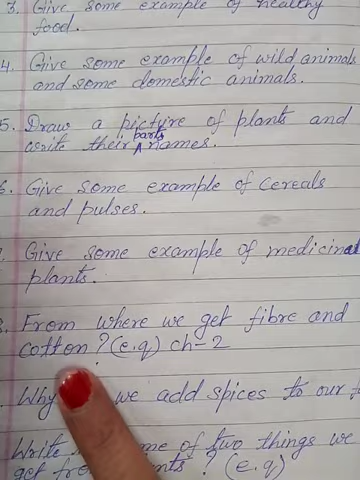 3. Give some example of healthy
food.
4. Give some example of wild animals
and some domestic animals.
5. Draw a picture of plants and
write their parts names.
6. Give some example of cereals
and pulses.
7. Give some example of medicinal
plants.
8. From where we get fibre and
cotton? (e.q) ch-2
Why we add spices to our
Write me of two things we
get ? (e.q)